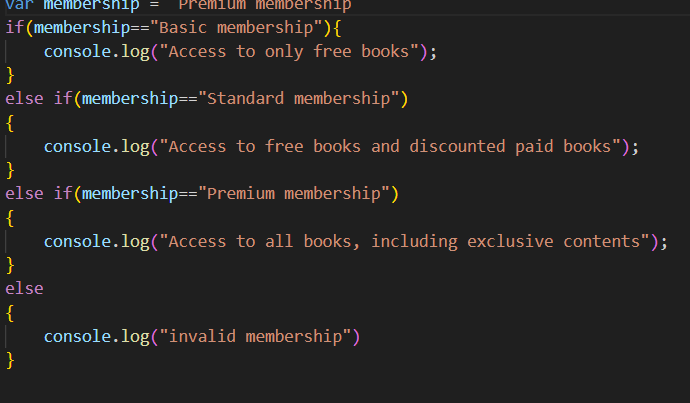 var membership = "Premium membership
if(membership=="Basic membership"){
    console.log("Access to only free books");
}
else if(membership=="Standard membership")
{
    console.log("Access to free books and discounted paid books");
}
else if(membership=="Premium membership")
{
    console.log("Access to all books, including exclusive contents");
}
else
{
    console.log("invalid membership")
}